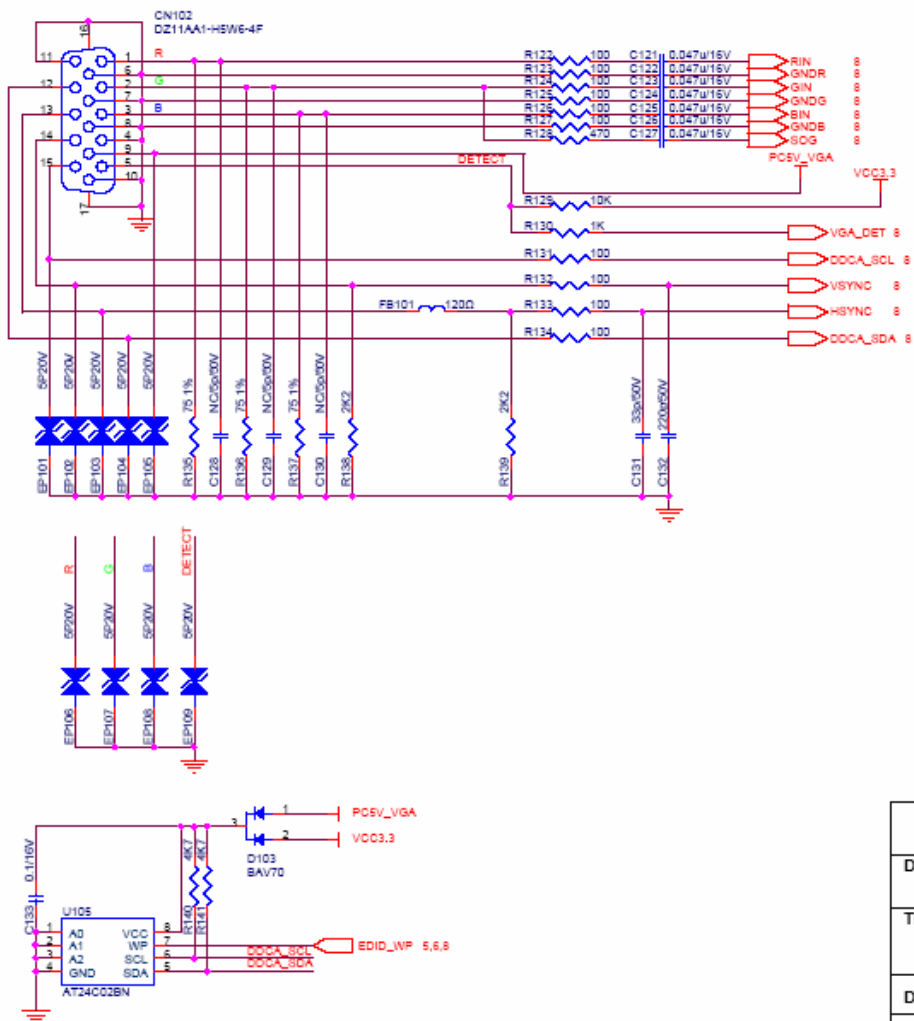 CN102
DZ11AA1-H5W6-4F
16
11
1
R
6
12
2
G
7
13
3
B
8
14
4
9
15
5
10
17
DETECT
R122 100 C121 0.047u/16V RIN 8
R123 100 C122 0.047u/16V GNDR 8
R124 100 C123 0.047u/16V GIN 8
R125 100 C124 0.047u/16V GNDG 8
R126 100 C125 0.047u/16V BIN 8
R127 100 C126 0.047u/16V GNDB 8
R128 470 C127 0.047u/16V SOG 8
PC5V_VGA
VCC3.3
R129 10K
R130 1K VGA_DET 8
R131 100 DDCA_SCL 8
R132 100 VSYNC 8
FB101 120Ω R133 100 HSYNC 8
R134 100 DDCA_SDA 8
5P20V 5P20V 5P20V 5P20V 5P20V
75 1% NC/5p/50V 75 1% NC/5p/50V 75 1% NC/5p/50V 2K2 2K2 33p/50V 220p/50V
EP101 EP102 EP103 EP104 EP105 R135 C128 R136 C129 R137 C130 R138 R139 C131 C132
R G B DETECT
5P20V 5P20V 5P20V 5P20V
EP106 EP107 EP108 EP109
1 PC5V_VGA
3
2 VCC3.3
D103
BAV70
0.1/16V
4K7 4K7
C133
R140 R141
U105
1 A0 VCC 8
2 A1 WP 7 EDID_WP 5,6,8
3 A2 SCL 6 DDCA_SCL
4 GND SDA 5 DDCA_SDA
AT24C02BN
D
T
D